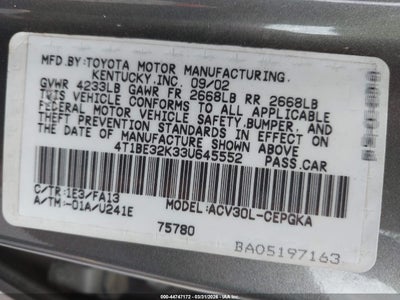 MFD.BY:TOYOTA MOTOR MANUFACTURING.
KENTUCKY,INC. 09/02
GVWR 4233LB GAWR FR 2668LB RR 2668LB
THIS VEHICLE CONFORMS TO ALL APPLICABLE
FEDERAL MOTOR VEHICLE SAFETY,BUMPER, AND
THEFT PREVENTION STANDARDS IN EFFECT ON
THE DATE OF MANUFACTURE SHOWN ABOVE.
4T1BE32K33U645552 PASS.CAR
C/TR:1E3/FA13 MODEL:ACV30L-CEPGKA
A/TM:-01A/U241E
75780
BA05197163
00-44747172 - 03/31/2026 - IAA Inc.